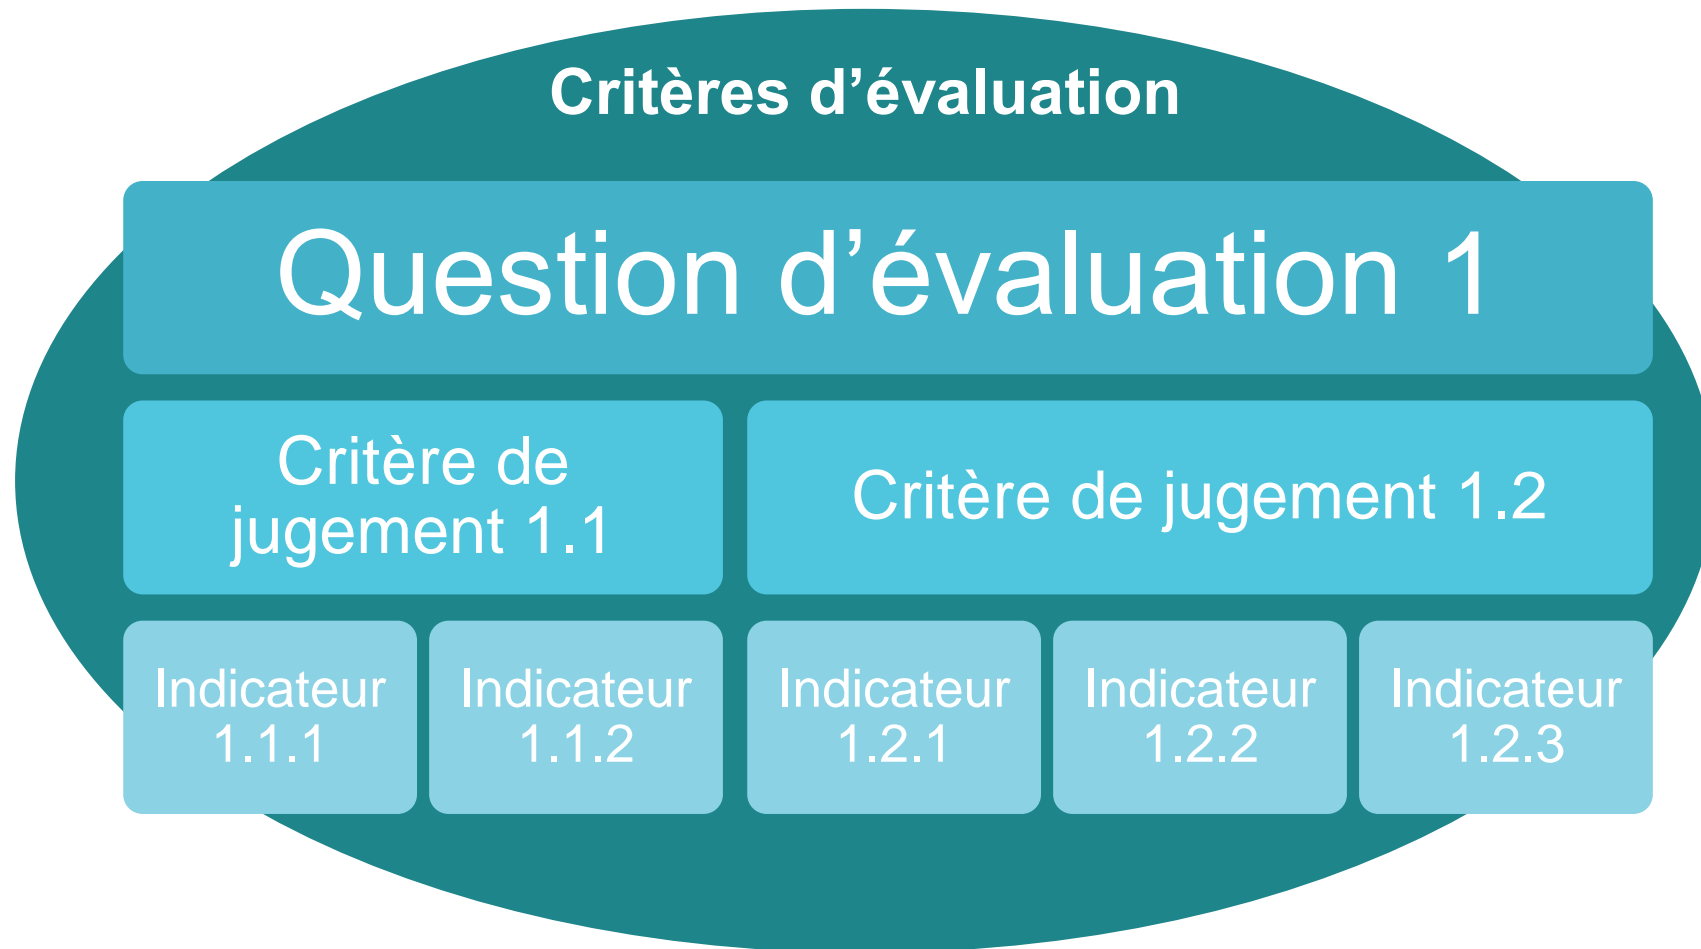 Critères d’évaluation
Question d’évaluation 1
Critère de
jugement 1.1
Critère de jugement 1.2
Indicateur
1.1.1
Indicateur
1.1.2
Indicateur
1.2.1
Indicateur
1.2.2
Indicateur
1.2.3